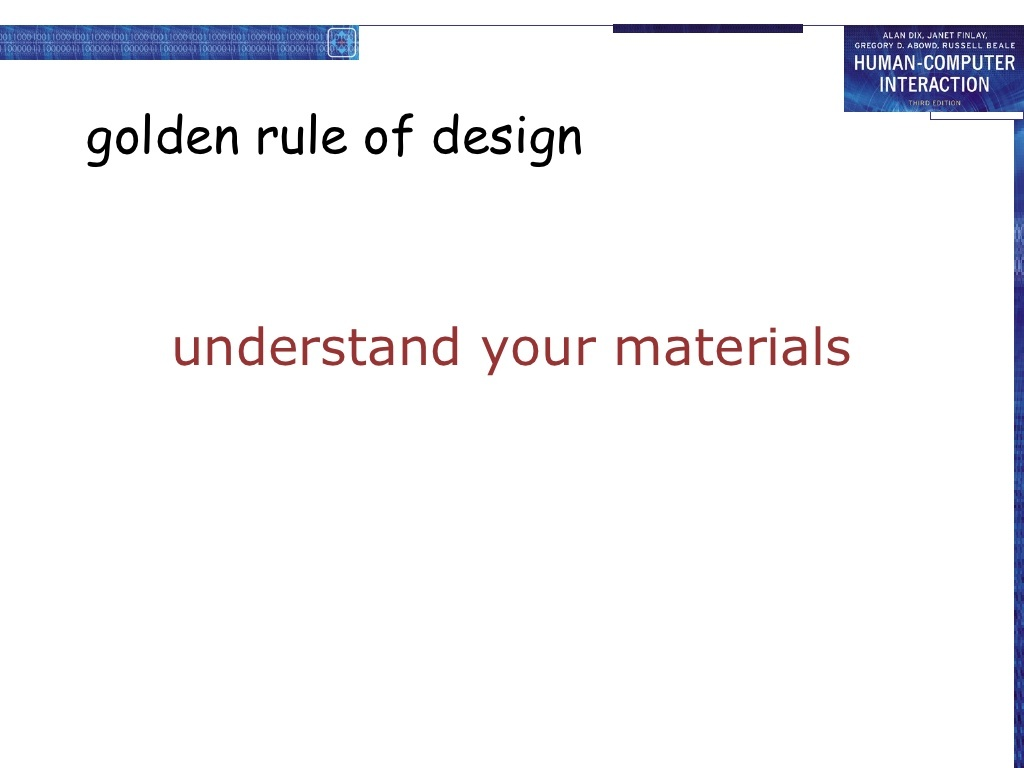 ALAN DIX, JANET FINLAY,
GREGORY D. ABOWD, RUSSELL BEALE
HUMAN-COMPUTER
INTERACTION
THIRD EDITION
golden rule of design
understand your materials